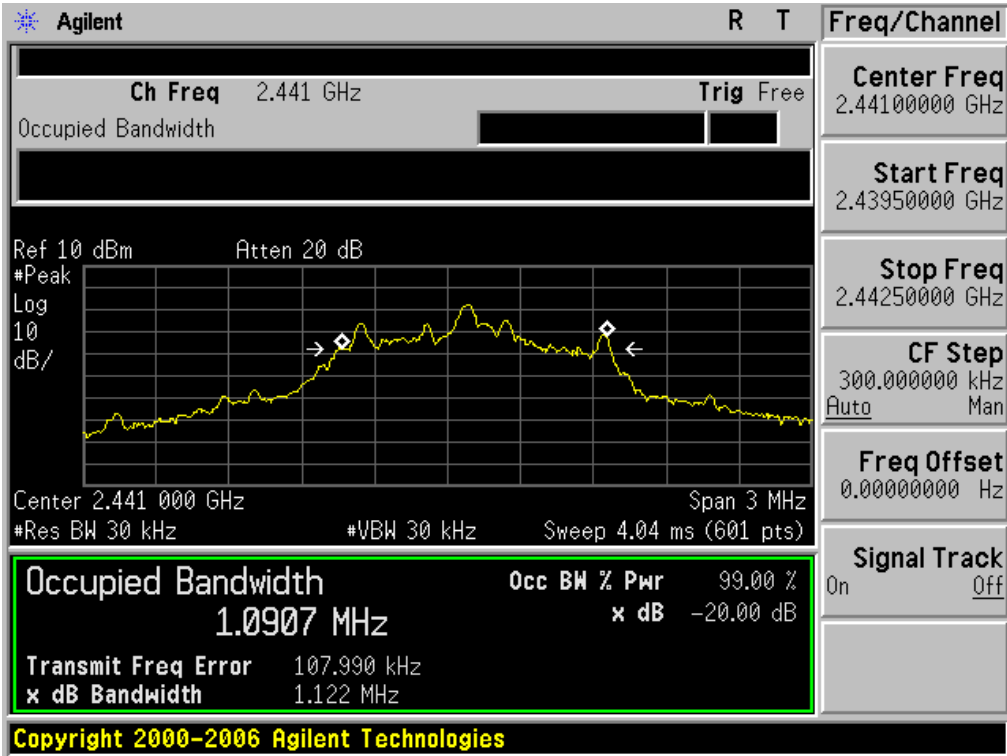 Agilent R T Freq/Channel
Ch Freq 2.441 GHz Trig Free
Occupied Bandwidth
Center Freq
2.44100000 GHz
Start Freq
2.43950000 GHz
Stop Freq
2.44250000 GHz
CF Step
300.000000 kHz
Auto Man
Freq Offset
0.00000000 Hz
Signal Track
On Off
Ref 10 dBm Atten 20 dB
#Peak
Log
10
dB/
Center 2.441 000 GHz Span 3 MHz
#Res BW 30 kHz #VBW 30 kHz Sweep 4.04 ms (601 pts)
Occupied Bandwidth
1.0907 MHz
Occ BW % Pwr 99.00 %
x dB -20.00 dB
Transmit Freq Error 107.990 kHz
x dB Bandwidth 1.122 MHz
Copyright 2000-2006 Agilent Technologies